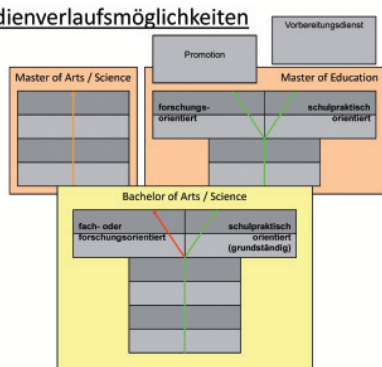 dienverlaufsmöglichkeiten
Vorbereitungsdienst
Promotion
Master of Arts / Science
Master of Education
forschungs-
orientiert
schulpraktisch
orientiert
Bachelor of Arts / Science
fach- oder
forschungsorientiert
schulpraktisch
orientiert
(grundständig)